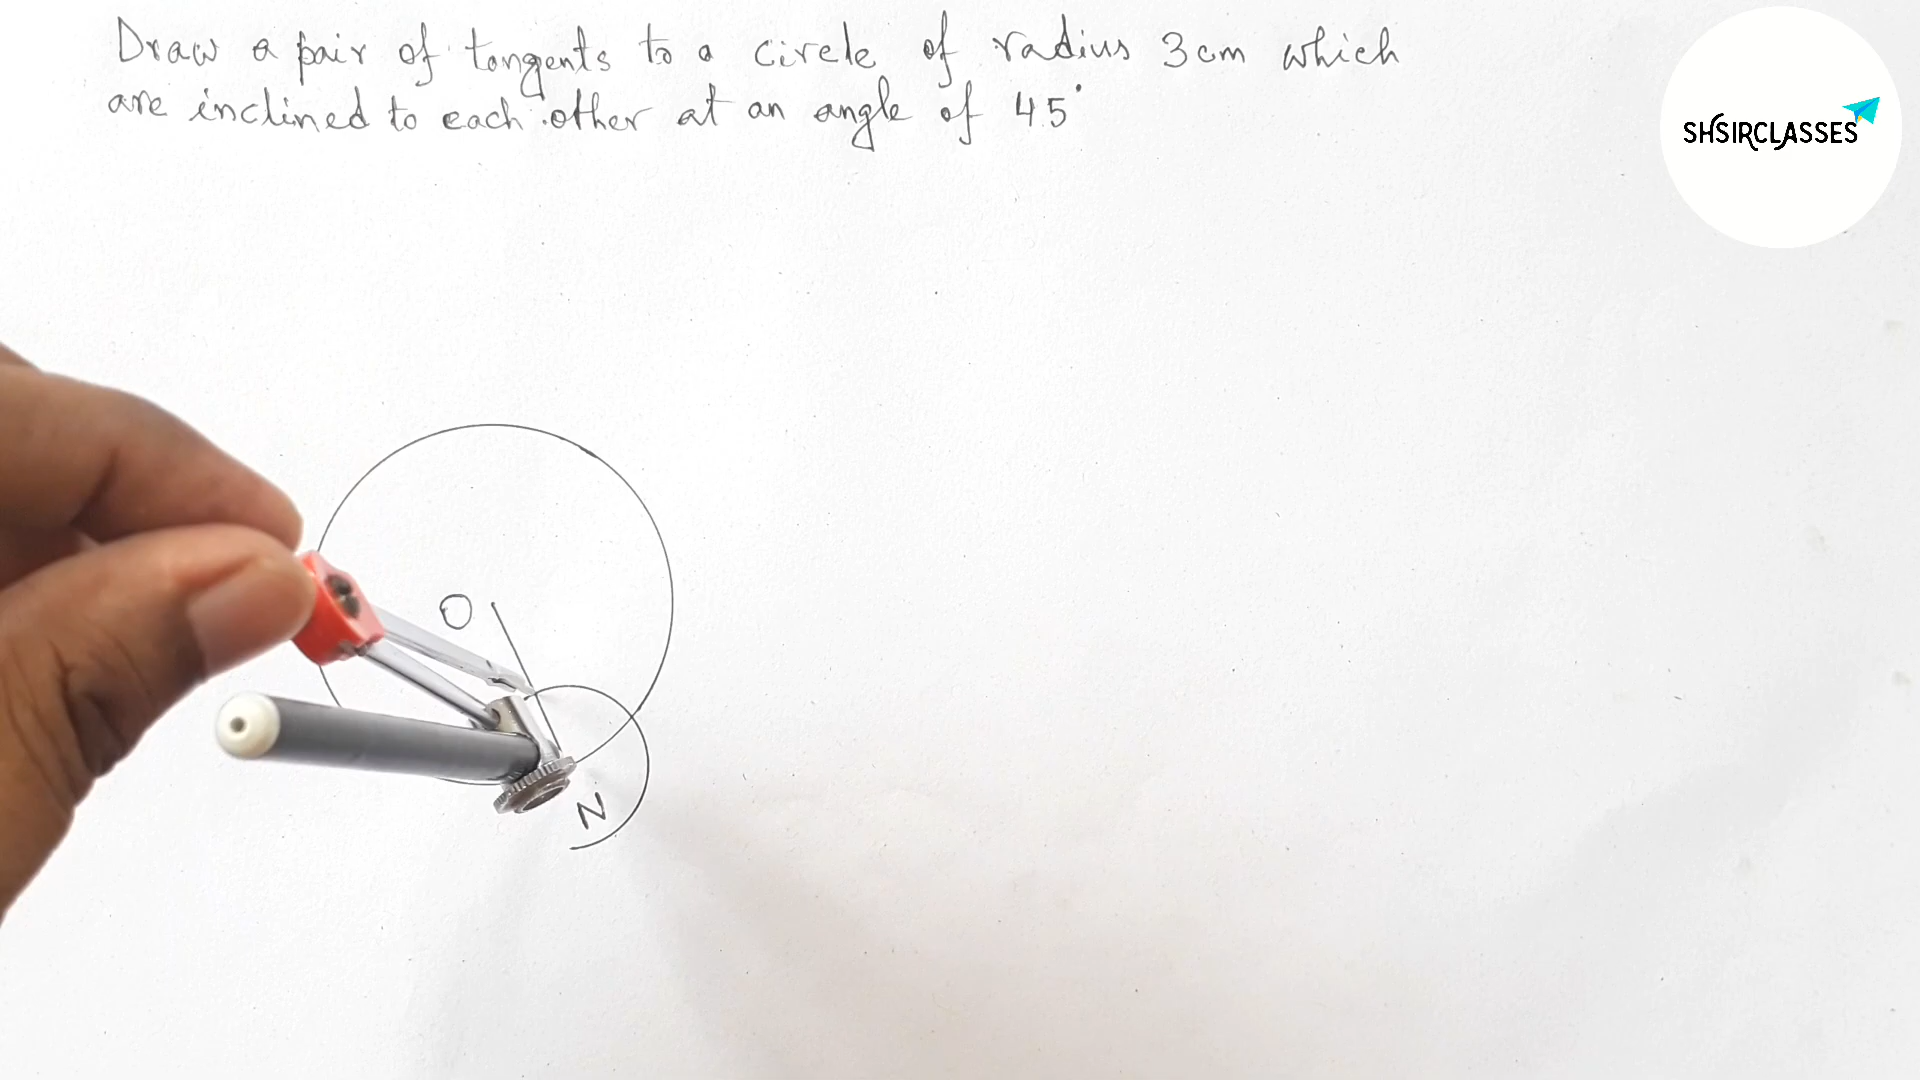 Draw a pair of tangents to a circle of radius 3cm which
are inclined to each other at an angle of 45°
SHSIRCLASSES
O
N